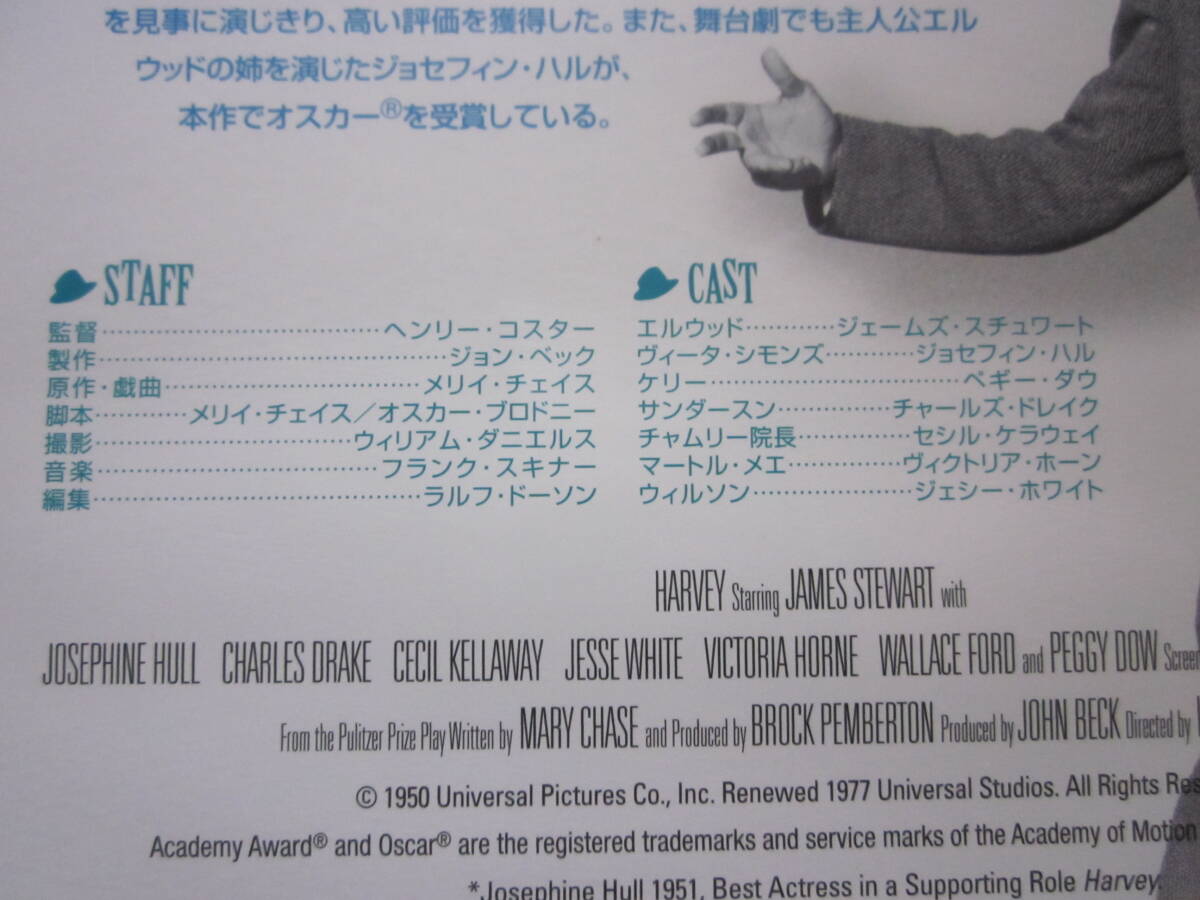 を見事に演じきり、高い評価を獲得した。また、舞台劇でも主人公エル
ウッドの姉を演じたジョセフィン・ハルが、
本作でオスカー®を受賞している。
STAFF
監督……………………………ヘンリー・コスター
製作……………………………………ジョン・ベック
原作・戯曲…………………………メリイ・チェイス
脚本…………メリイ・チェイス／オスカー・ブロドニー
撮影…………………………ウィリアム・ダニエルス
音楽……………………………フランク・スキナー
編集…………………………………ラルフ・ドーソン
CAST
エルウッド…………ジェームズ・スチュワート
ヴィータ・シモンズ…………ジョセフィン・ハル
ケリー…………………………ペギー・ダウ
サンダースン……………チャールズ・ドレイク
チャムリー院長……………セシル・ケラウェイ
マートル・メエ……………ヴィクトリア・ホーン
ウィルソン…………………ジェシー・ホワイト
HARVEY Starring JAMES STEWART with
JOSEPHINE HULL CHARLES DRAKE CECIL KELLAWAY JESSE WHITE VICTORIA HORNE WALLACE FORD and PEGGY DOW Screen
From the Pulitzer Prize Play Written by MARY CHASE and Produced by BROCK PEMBERTON Produced by JOHN BECK Directed by
© 1950 Universal Pictures Co., Inc. Renewed 1977 Universal Studios. All Rights Res
Academy Award® and Oscar® are the registered trademarks and service marks of the Academy of Motion
*Josephine Hull 1951, Best Actress in a Supporting Role Harvey.